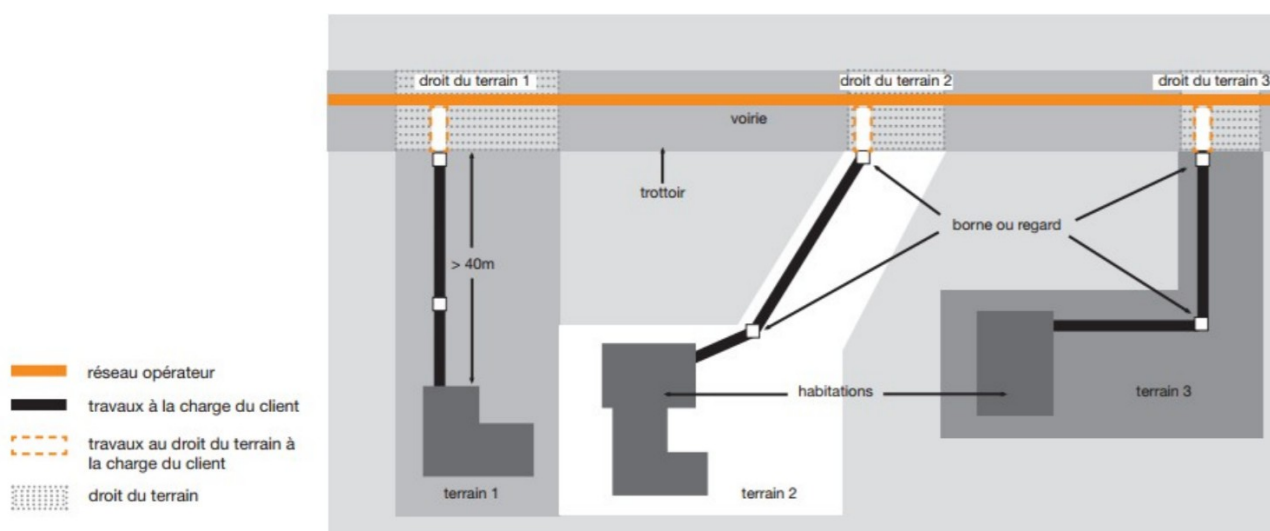 droit du terrain 1
droit du terrain 2
droit du terrain 3
voirie
trottoir
borne ou regard
> 40m
réseau opérateur
travaux à la charge du client
travaux au droit du terrain à
la charge du client
droit du terrain
habitations
terrain 3
terrain 1
terrain 2